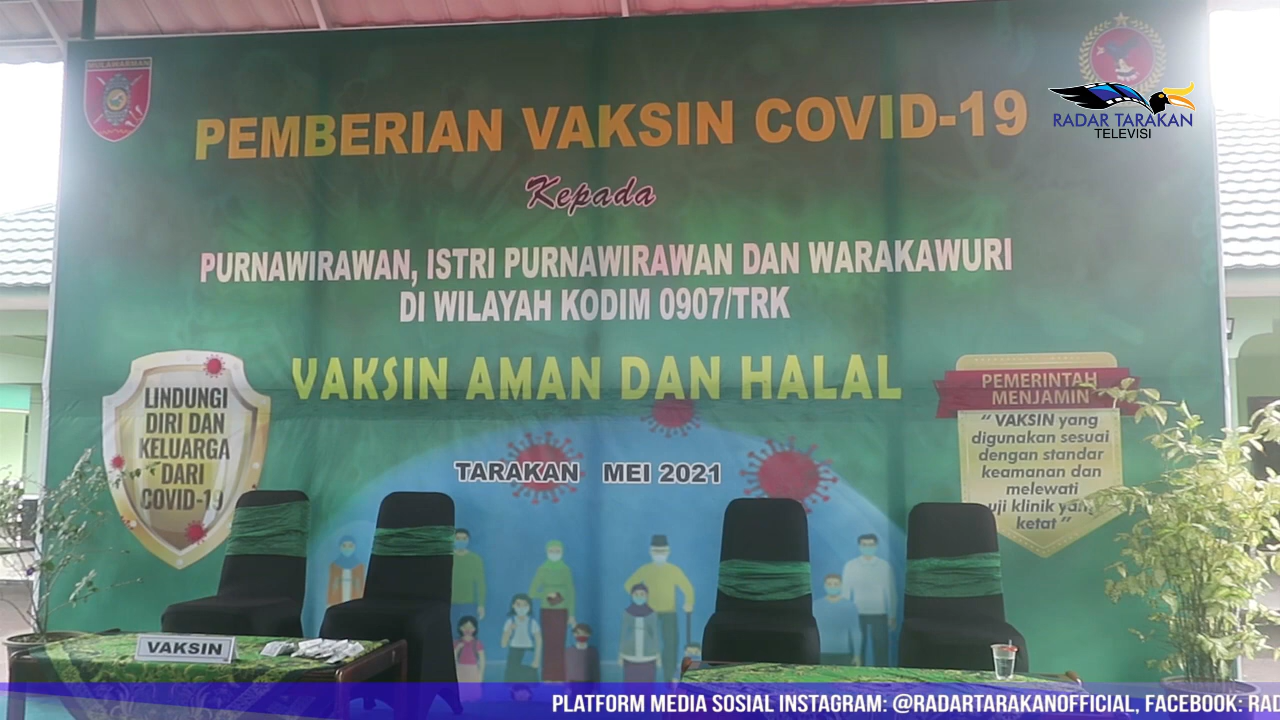 MULAWARMAN
PEMBERIAN VAKSIN COVID-19
RADAR TARAKAN
TELEVISI
Kepada
PURNAWIRAWAN, ISTRI PURNAWIRAWAN DAN WARAKAWURI
DI WILAYAH KODIM 0907/TRK
VAKSIN AMAN DAN HALAL
LINDUNGI
DIRI DAN
KELUARGA
DARI
COVID-19
TARAKAN MEI 2021
PEMERINTAH
MENJAMIN
“ VAKSIN yang
digunakan sesuai
dengan standar
keamanan dan
melewati
uji klinik yang
ketat ”
VAKSIN
PLATFORM MEDIA SOSIAL INSTAGRAM: @RADARTARAKANOFFICIAL, FACEBOOK: RAD